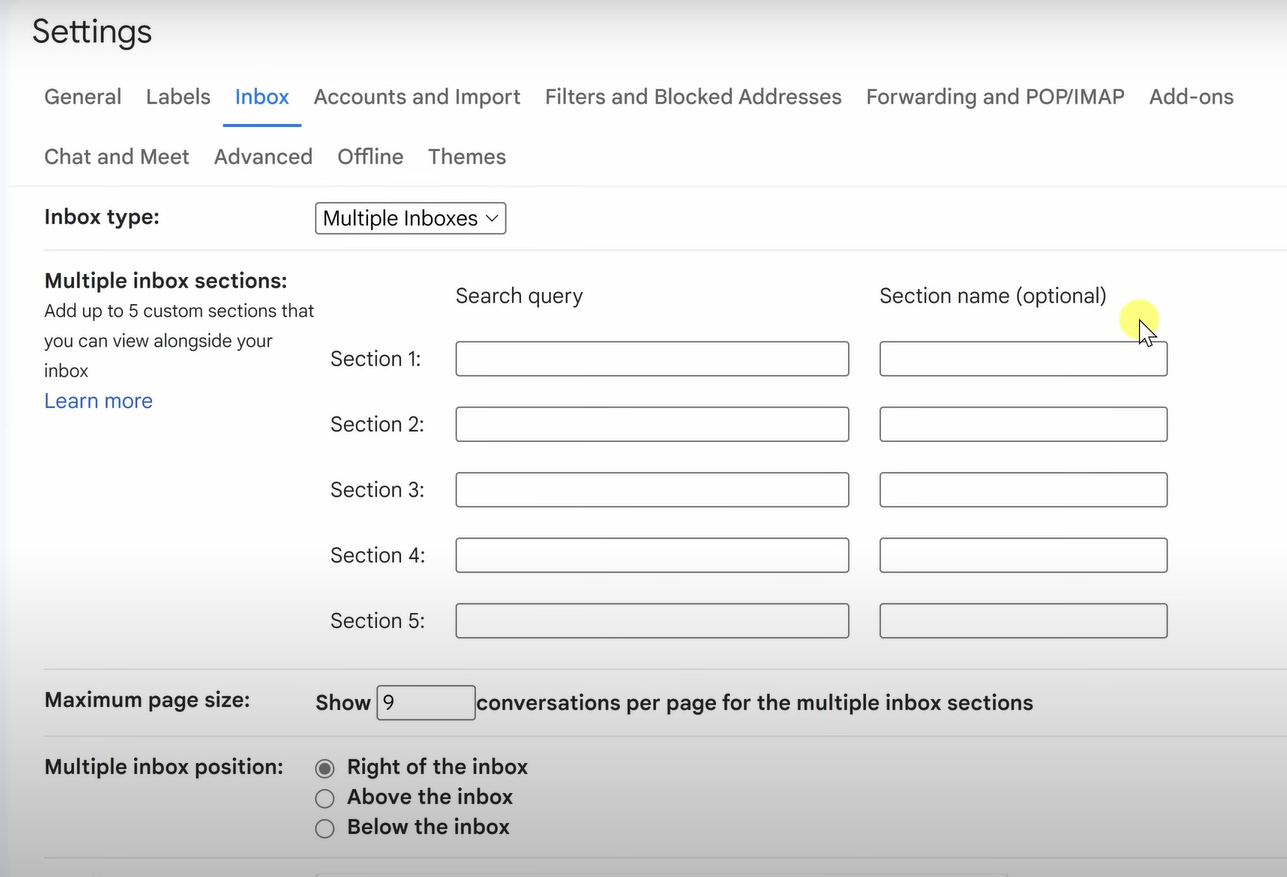 Settings
General Labels Inbox Accounts and Import Filters and Blocked Addresses Forwarding and POP/IMAP Add-ons
Chat and Meet Advanced Offline Themes
Inbox type: Multiple Inboxes
Multiple inbox sections:
Add up to 5 custom sections that
you can view alongside your
inbox
Learn more
Search query Section name (optional)
Section 1:
Section 2:
Section 3:
Section 4:
Section 5:
Maximum page size: Show 9 conversations per page for the multiple inbox sections
Multiple inbox position: Right of the inbox
Above the inbox
Below the inbox